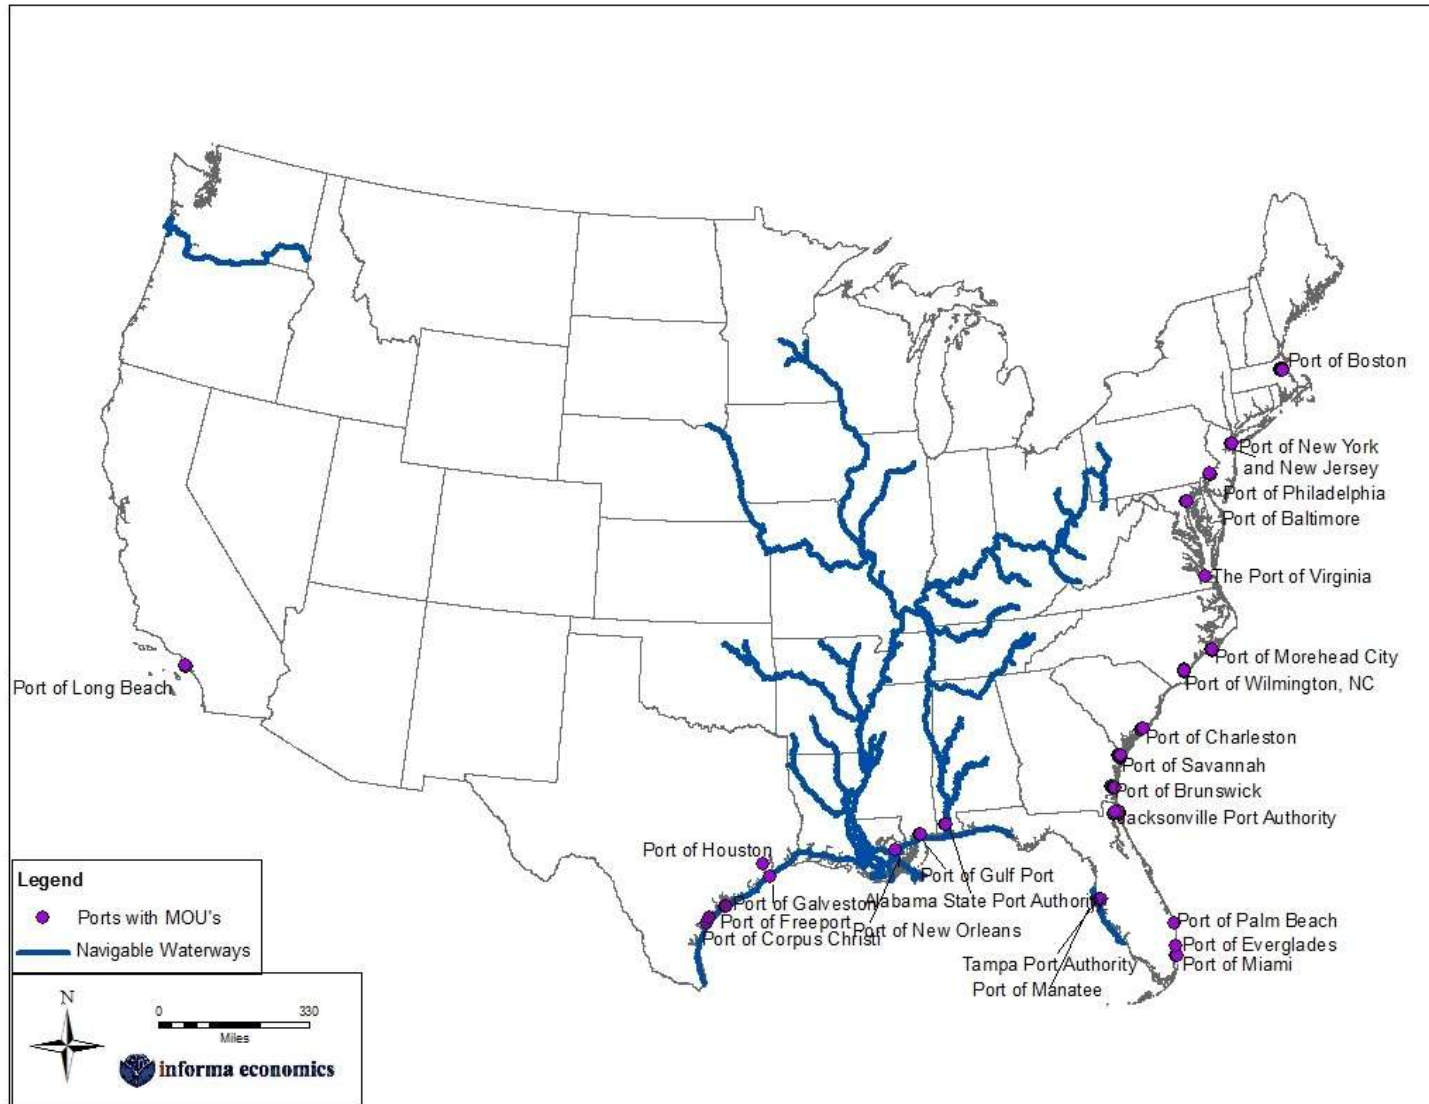 Port of Boston
Port of New York
and New Jersey
Port of Philadelphia
Port of Baltimore
The Port of Virginia
Port of Morehead City
Port of Wilmington, NC
Port of Long Beach
Port of Charleston
Port of Savannah
Port of Brunswick
Jacksonville Port Authority
Port of Houston
Port of Gulf Port
Port of Galveston
Alabama State Port Authority
Port of Freeport
Port of New Orleans
Port of Corpus Christi
Port of Palm Beach
Port of Everglades
Port of Miami
Tampa Port Authority
Port of Manatee
Legend
Ports with MOU's
Navigable Waterways
N
0 330
Miles
informa economics